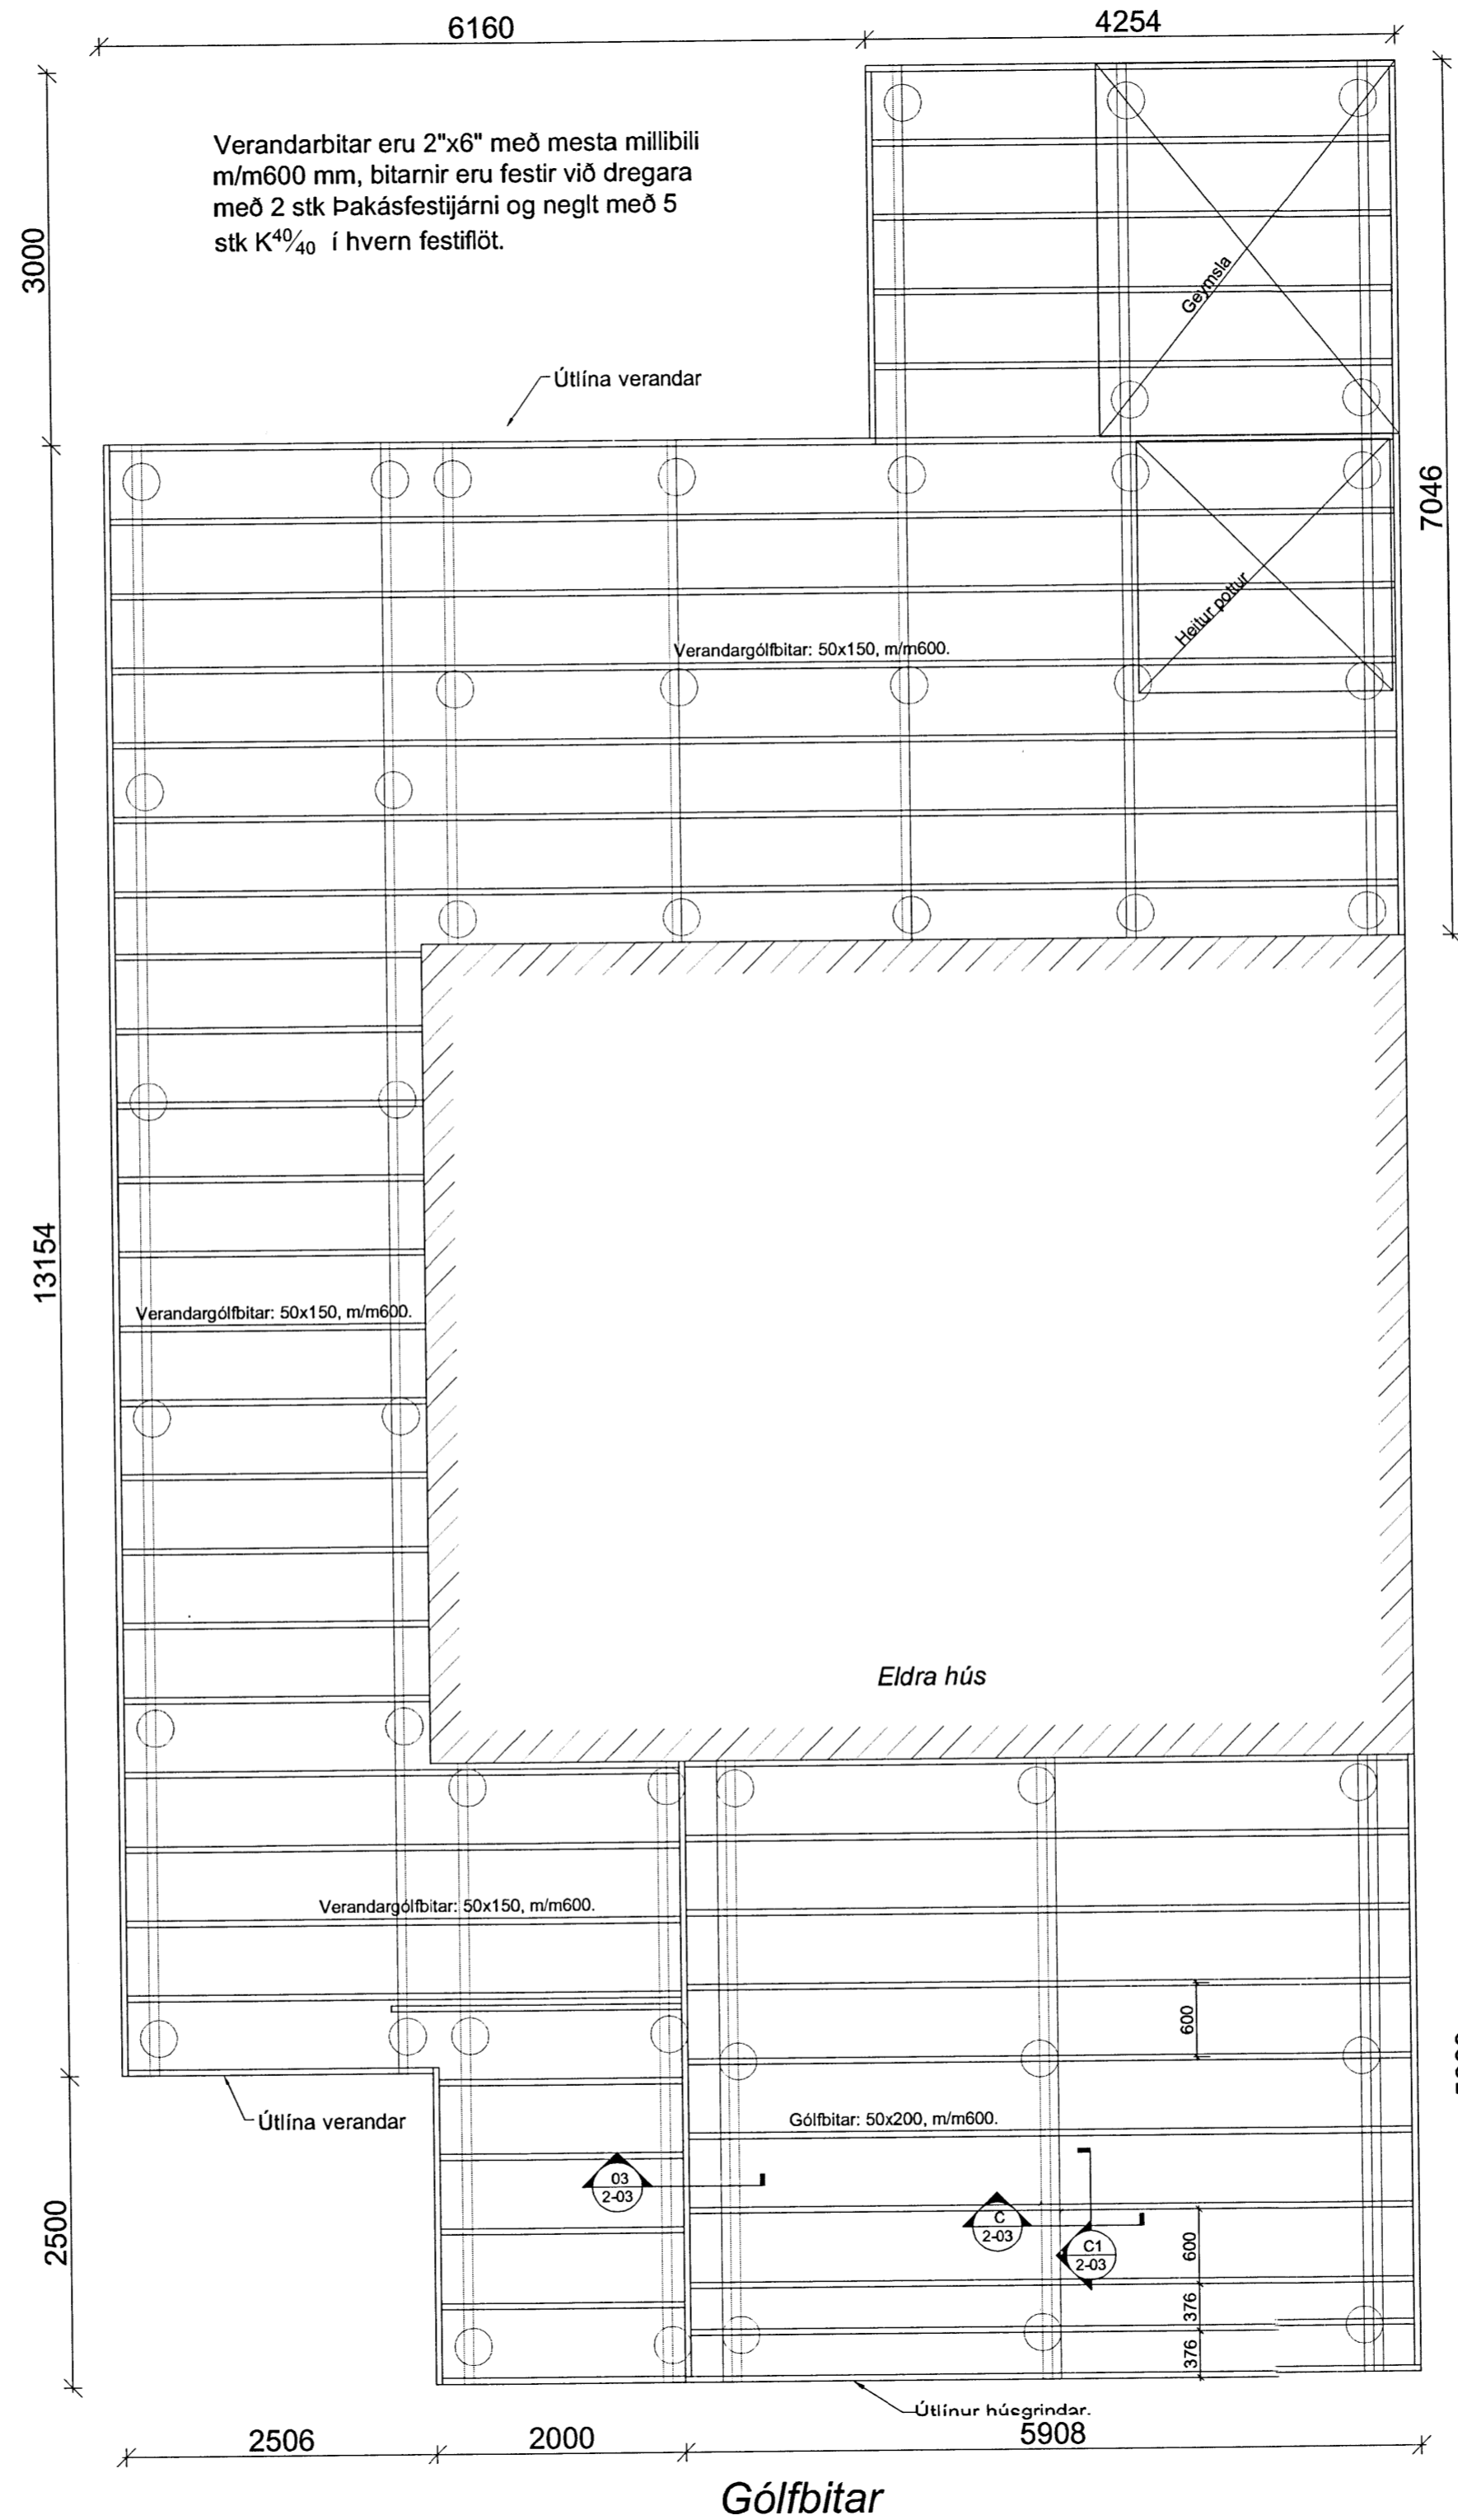 6160
4254
Verandarbitar eru 2"x6" með mesta millibili
m/m600 mm, bitarnir eru festir við dregara
með 2 stk Þakásfestijárni og neglt með 5
stk K40/40 í hvern festiflöt.
3000
Geymsla
Útlína verandar
7046
Heitur pottur
Verandargólfbitar: 50x150, m/m600.
13154
Verandargólfbitar: 50x150, m/m600.
Eldra hús
Verandargólfbitar: 50x150, m/m600.
600
Útlína verandar
Gólfbitar: 50x200, m/m600.
03
2-03
C
2-03
C1
2-03
600
2500
376
376
Útlínur húsgrindar.
2506
2000
5908
Gólfbitar